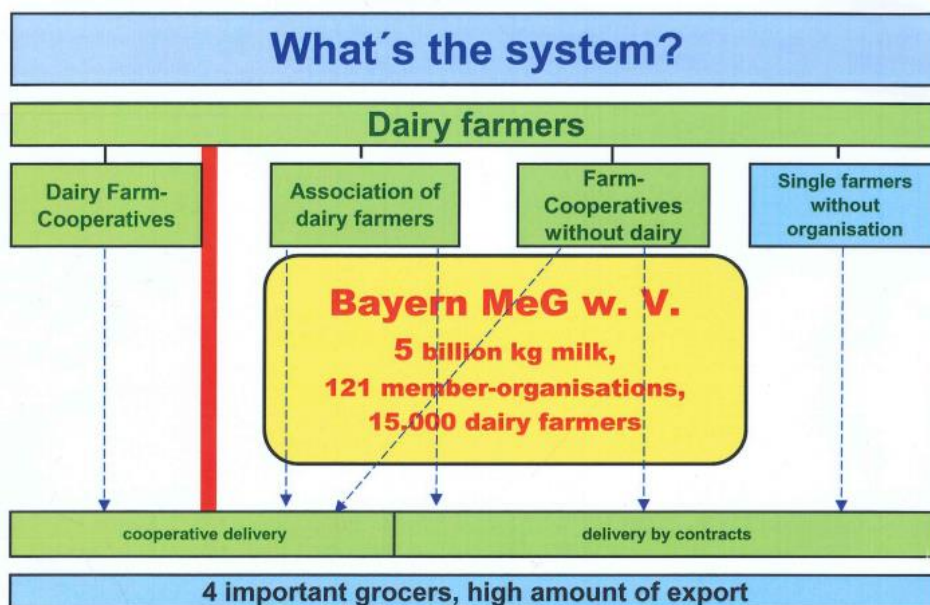 What´s the system?
Dairy farmers
Dairy Farm-
Cooperatives
Association of
dairy farmers
Farm-
Cooperatives
without dairy
Single farmers
without
organisation
Bayern MeG w. V.
5 billion kg milk,
121 member-organisations,
15.000 dairy farmers
cooperative delivery
delivery by contracts
4 important grocers, high amount of export